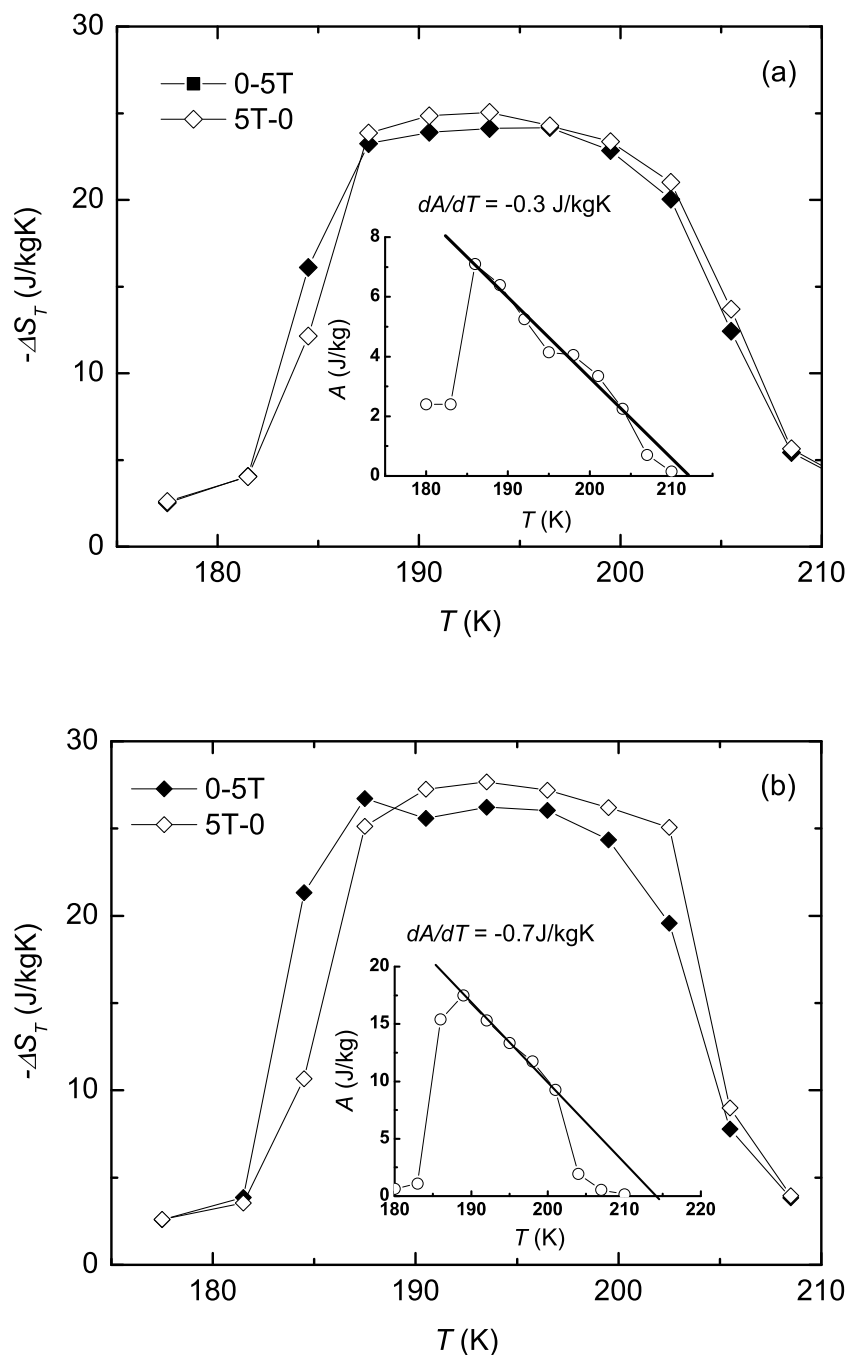 30
(a)
0-5T
5T-0
20
dA/dT = -0.3 J/kgK
-ΔS_T (J/kgK)
8
6
A (J/kg)
4
10
2
0
180 190 200 210
T (K)
0
180 190 200 210
T (K)
30
(b)
0-5T
5T-0
20
dA/dT = -0.7J/kgK
-ΔS_T (J/kgK)
20
15
A (J/kg)
10
10
5
0
180 190 200 210 220
T (K)
0
180 190 200 210
T (K)